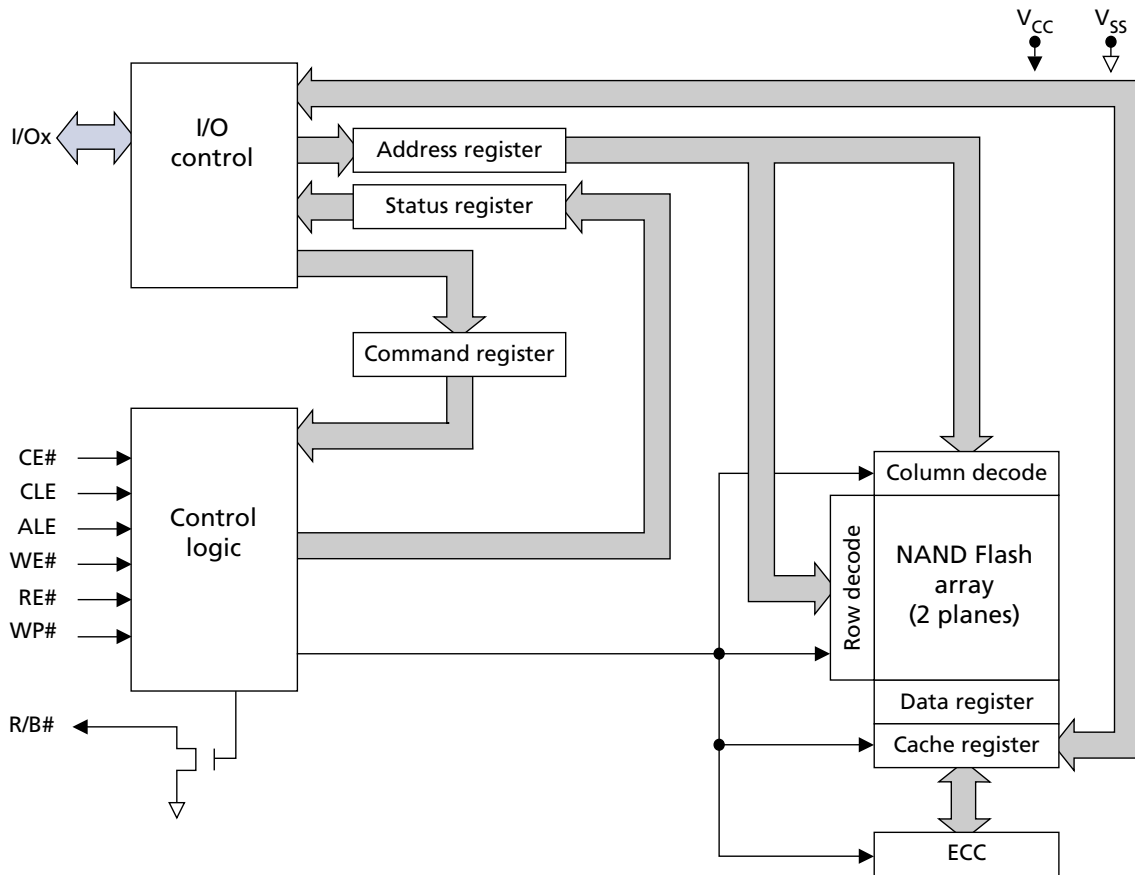 VCC
VSS
I/Ox
I/O
control
Address register
Status register
Command register
CE#
CLE
ALE
WE#
RE#
WP#
Control
logic
Column decode
Row decode
NAND Flash
array
(2 planes)
Data register
Cache register
R/B#
ECC